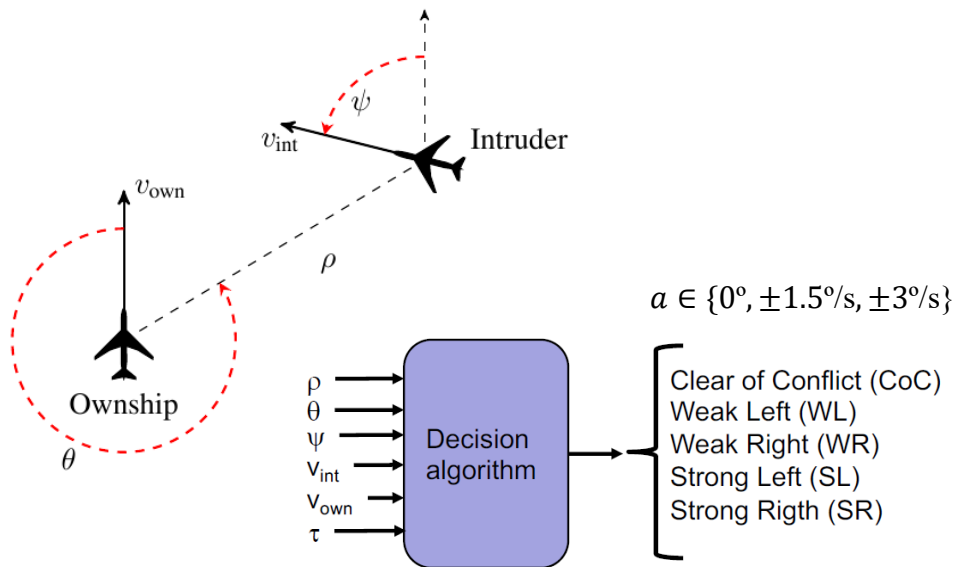 ψ
v_int
Intruder
v_own
ρ
a ∈ {0º, ±1.5º/s, ±3º/s}
Ownship
θ
ρ
θ
ψ
v_int
v_own
τ
Decision
algorithm
Clear of Conflict (CoC)
Weak Left (WL)
Weak Right (WR)
Strong Left (SL)
Strong Rigth (SR)